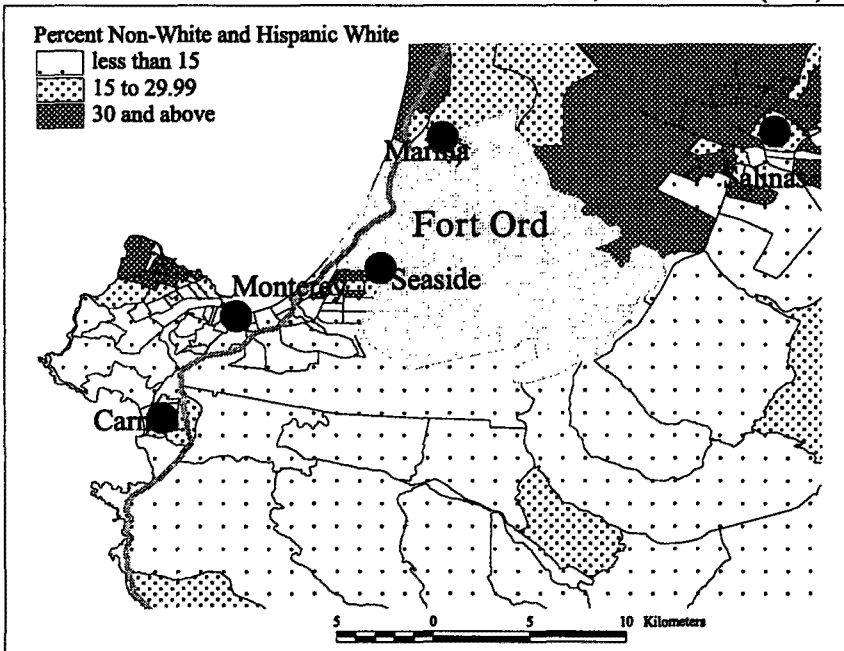 Percent Non-White and Hispanic White
less than 15
15 to 29.99
30 and above
Marina
Salinas
Fort Ord
Monterey
Seaside
Carmel
5 0 5 10 Kilometers